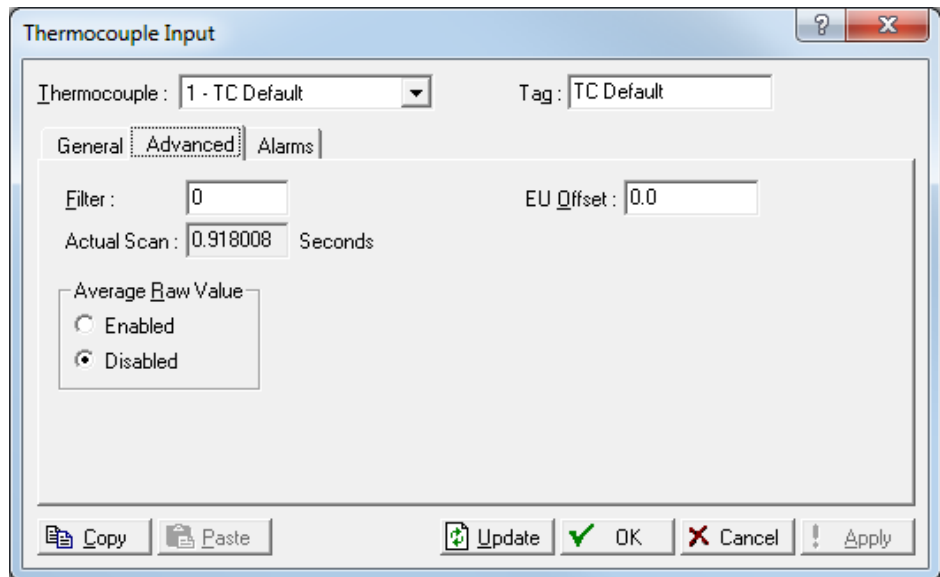 Thermocouple Input
Thermocouple : 1 - TC Default Tag : TC Default
General Advanced Alarms
Filter : 0 EU Offset : 0.0
Actual Scan : 0.918008 Seconds
Average Raw Value
Enabled
Disabled
Copy Paste Update OK Cancel ! Apply